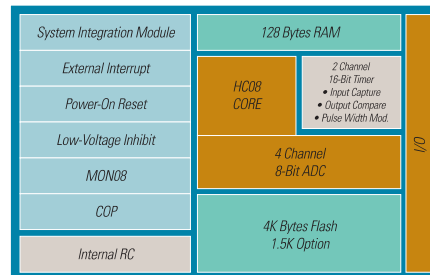 System Integration Module
External Interrupt
Power-On Reset
Low-Voltage Inhibit
MON08
COP
Internal RC
128 Bytes RAM
HC08
CORE
2 Channel
16-Bit Timer
• Input Capture
• Output Compare
• Pulse Width Mod.
4 Channel
8-Bit ADC
4K Bytes Flash
1.5K Option
I/O